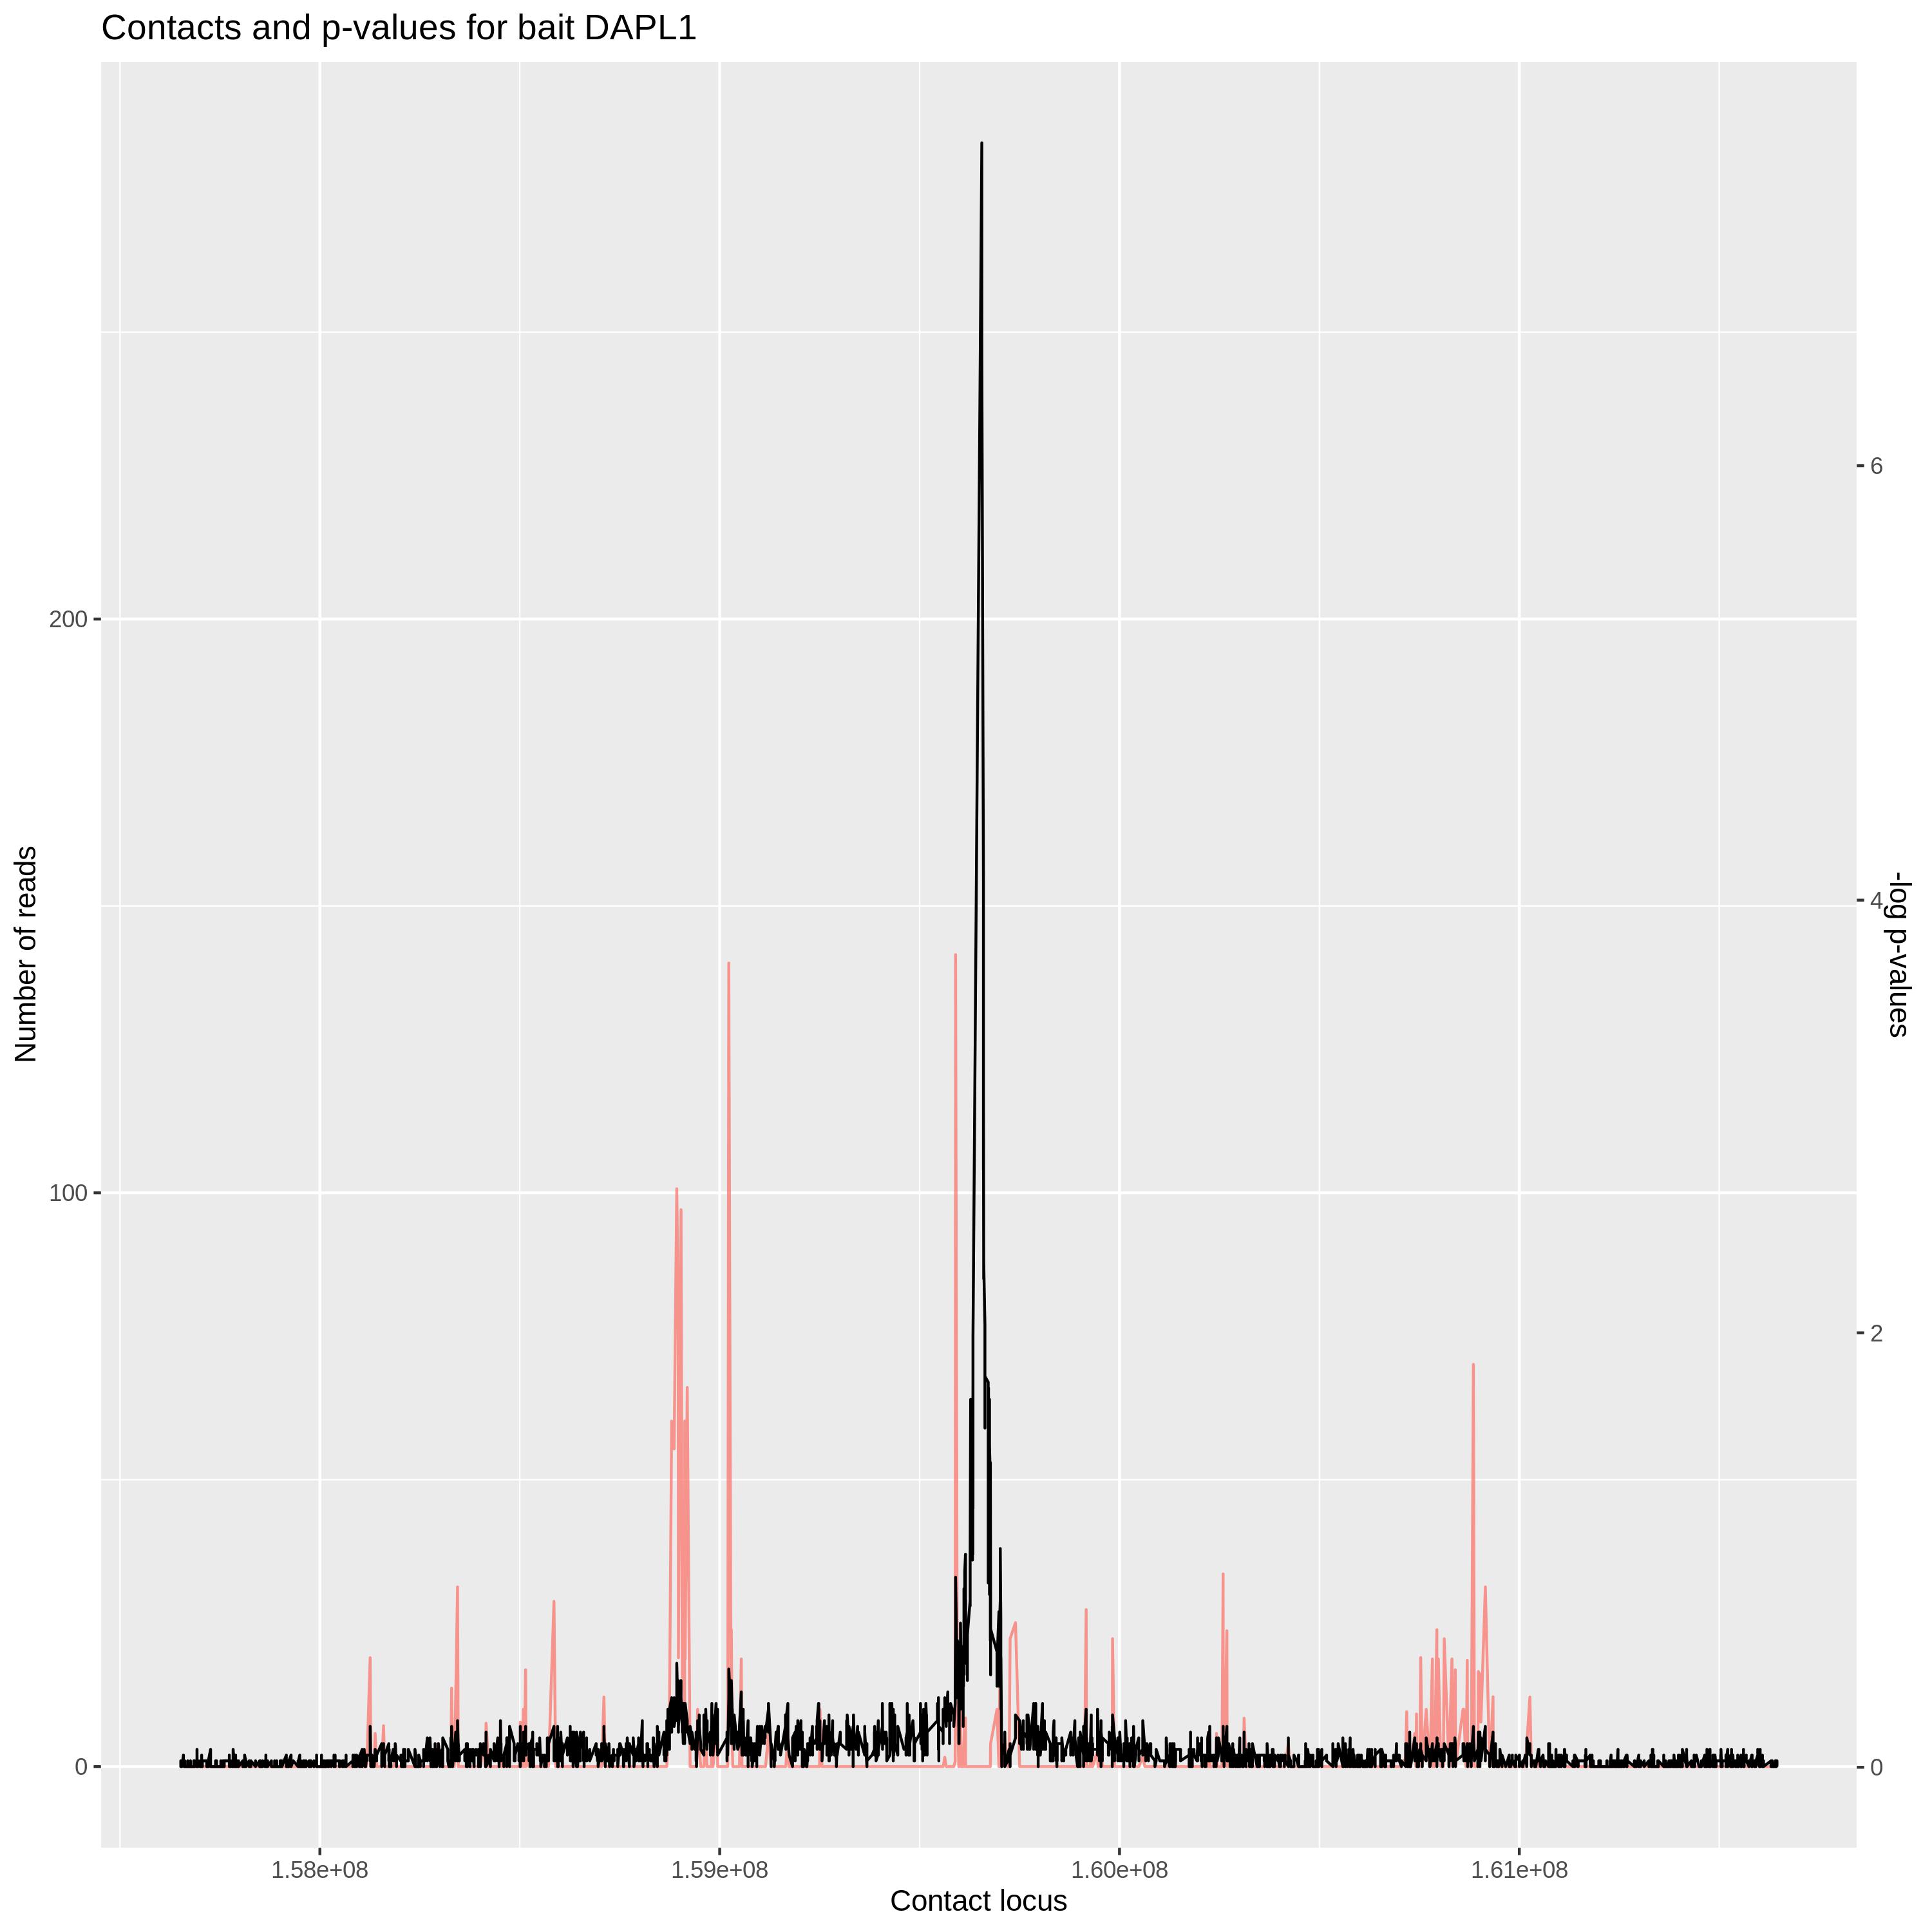 Contacts and p-values for bait DAPL1
Number of reads
200
100
0
6
4
2
0
-log p-values
1.58e+08
1.59e+08
1.60e+08
1.61e+08
Contact locus